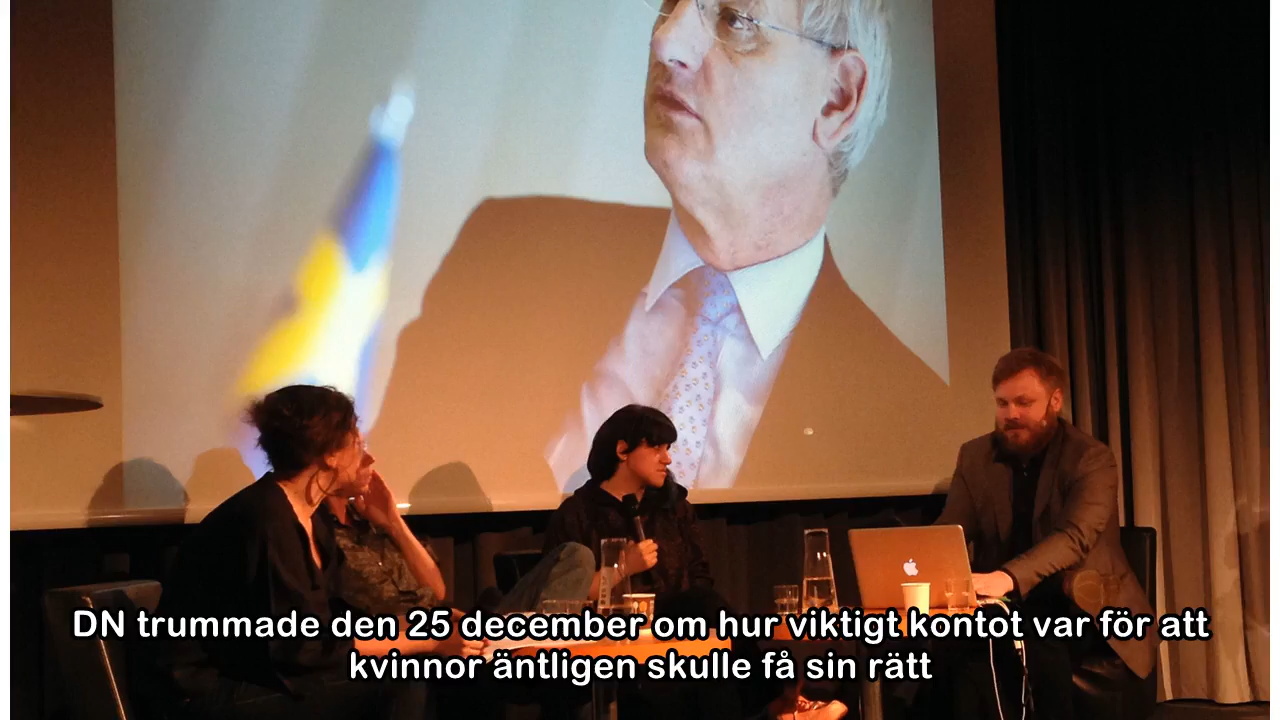 DN trummade den 25 december om hur viktigt kontot var för att
kvinnor äntligen skulle få sin rätt